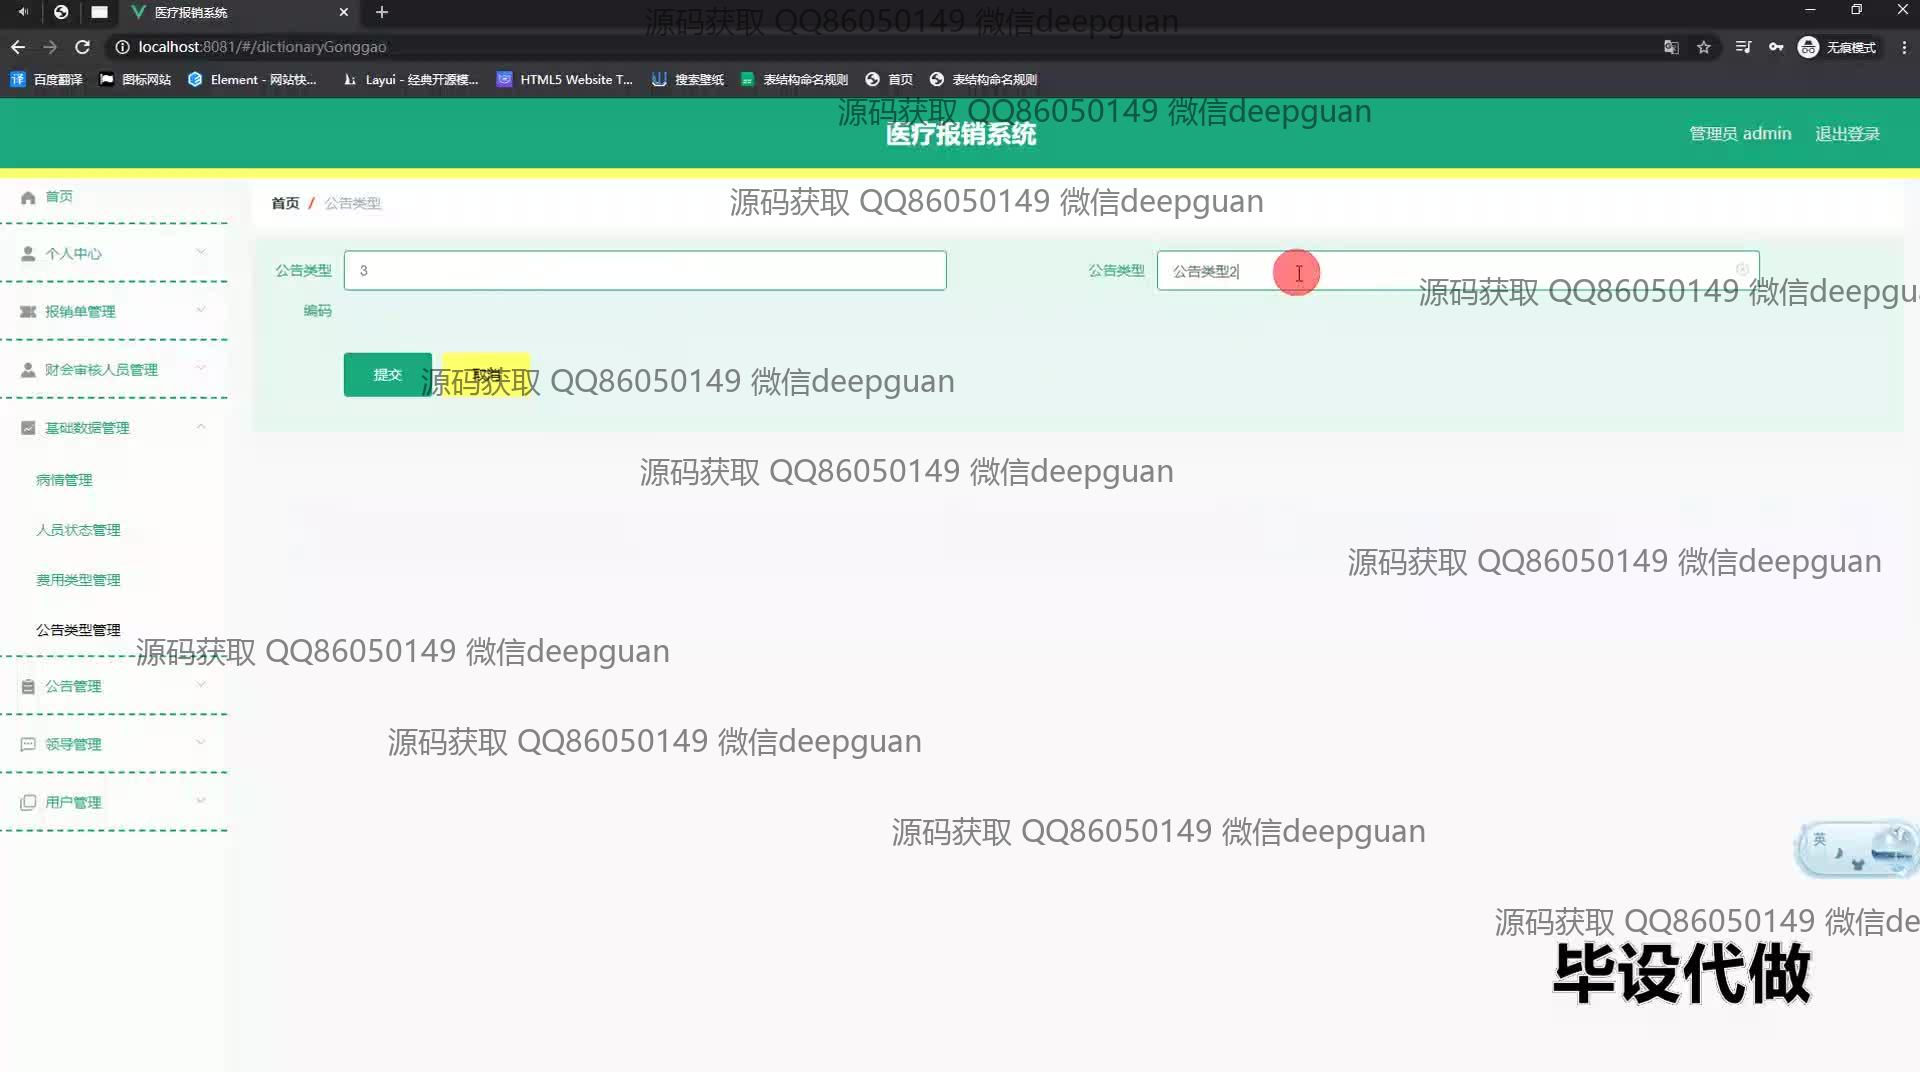 医疗报销系统
源码获取 QQ86050149 微信deepguan
localhost:8081/#/dictionaryGonggao
无痕模式
百度翻译 图标网站 Element - 网站快... Layui - 经典开源模... HTML5 Website T... 搜索壁纸 表结构命名规则 首页 表结构命名规则
源码获取 QQ86050149 微信deepguan
医疗报销系统
管理员 admin 退出登录
首页
首页 / 公告类型
源码获取 QQ86050149 微信deepguan
个人中心
公告类型 3
公告类型 公告类型2
源码获取 QQ86050149 微信deepgu
报销单管理
编码
财会审核人员管理
提交 取消
源码获取 QQ86050149 微信deepguan
基础数据管理
病情管理
源码获取 QQ86050149 微信deepguan
人员状态管理
源码获取 QQ86050149 微信deepguan
费用类型管理
公告类型管理
源码获取 QQ86050149 微信deepguan
公告管理
领导管理
源码获取 QQ86050149 微信deepguan
用户管理
源码获取 QQ86050149 微信deepguan
英
源码获取 QQ86050149 微信de
毕设代做